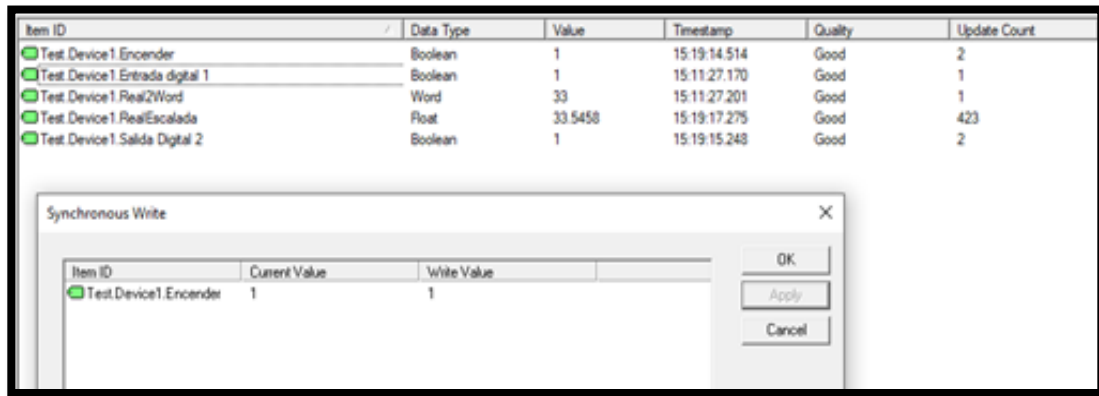 Item ID / Data Type Value Timestamp Quality Update Count
Test.Device1.Encender Boolean 1 15:19:14.514 Good 2
Test.Device1.Entrada digital 1 Boolean 1 15:11:27.170 Good 1
Test.Device1.Real2Word Word 33 15:11:27.201 Good 1
Test.Device1.RealEscalada Float 33.5458 15:19:17.275 Good 423
Test.Device1.Salida Digital 2 Boolean 1 15:19:15.248 Good 2
Synchronous Write
Item ID Current Value Write Value
Test.Device1.Encender 1 1
OK
Apply
Cancel